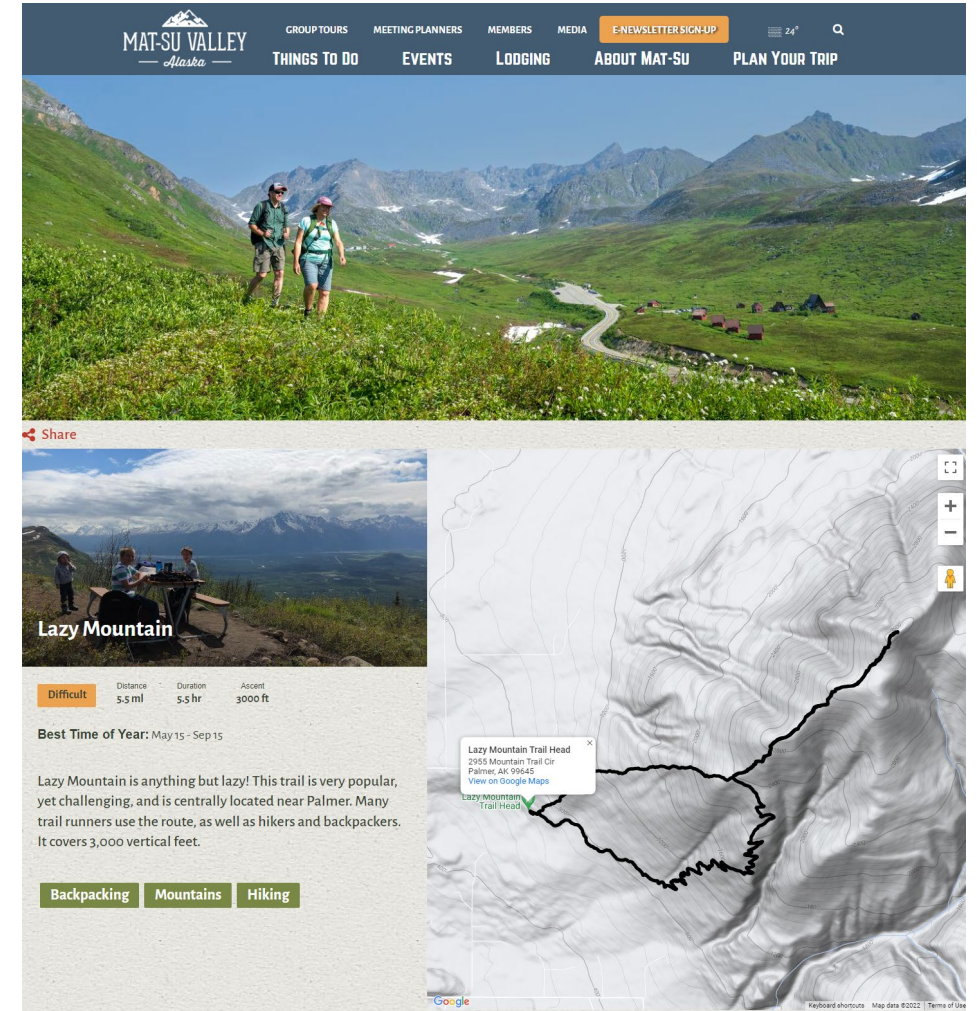 MAT-SU VALLEY
Alaska
GROUP TOURS MEETING PLANNERS MEMBERS MEDIA E-NEWSLETTER SIGN-UP 24°
THINGS TO DO EVENTS LODGING ABOUT MAT-SU PLAN YOUR TRIP
Share
Lazy Mountain
Difficult
Distance
5.5 ml
Duration
5.5 hr
Ascent
3000 ft
Best Time of Year: May 15 - Sep 15
Lazy Mountain is anything but lazy! This trail is very popular,
yet challenging, and is centrally located near Palmer. Many
trail runners use the route, as well as hikers and backpackers.
It covers 3,000 vertical feet.
Backpacking Mountains Hiking
Lazy Mountain Trail Head
2955 Mountain Trail Cir
Palmer, AK 99645
View on Google Maps
Lazy Mountain
Trail Head
Google
Keyboard shortcuts Map data ©2022 Terms of Use